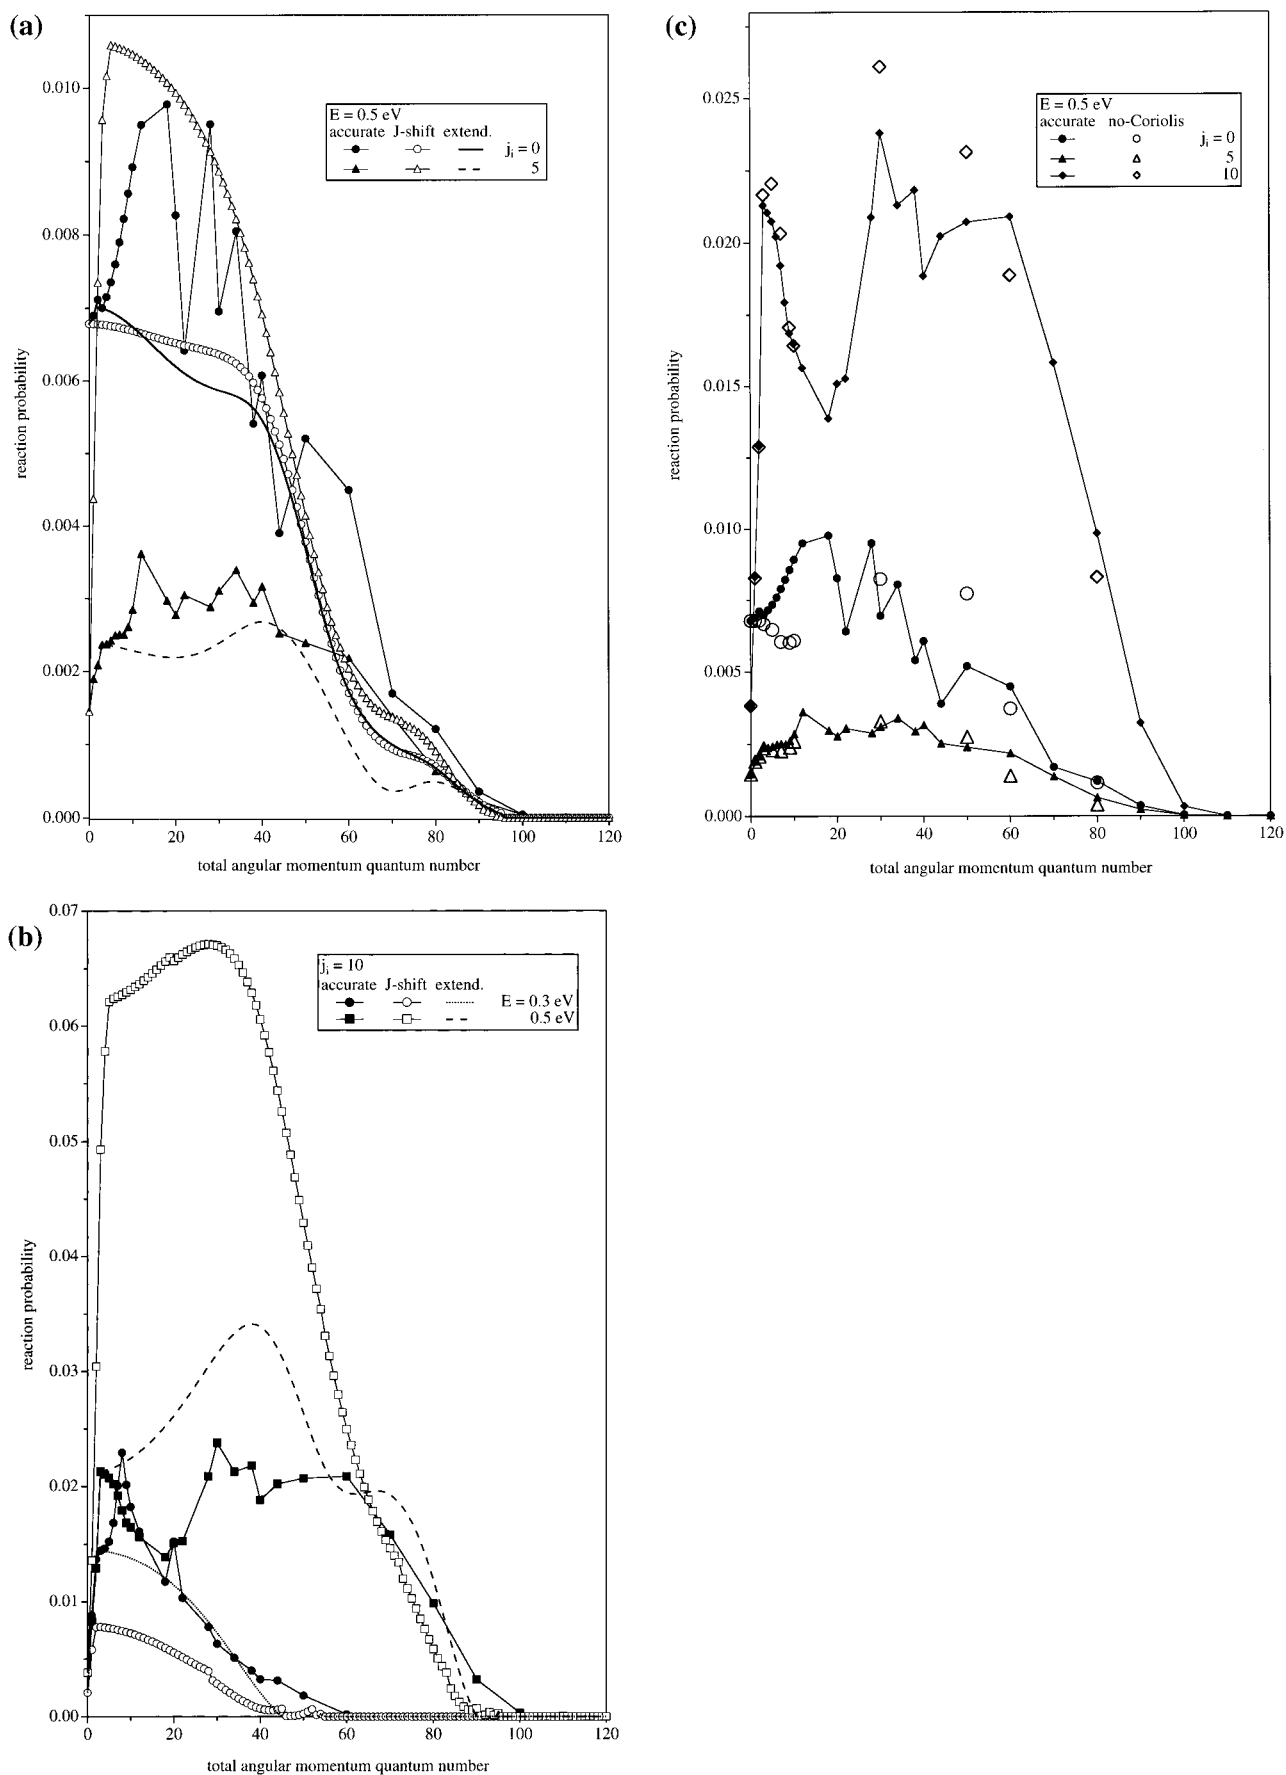 (a)
0.010
0.008
0.006
0.004
0.002
0.000
reaction probability
E = 0.5 eV
accurate J-shift extend.
j_i = 0
5
0 20 40 60 80 100 120
total angular momentum quantum number
(c)
0.025
0.020
0.015
0.010
0.005
0.000
reaction probability
E = 0.5 eV
accurate no-Coriolis
j_i = 0
5
10
0 20 40 60 80 100 120
total angular momentum quantum number
(b)
0.07
0.06
0.05
0.04
0.03
0.02
0.01
0.00
reaction probability
j_i = 10
accurate J-shift extend.
E = 0.3 eV
0.5 eV
0 20 40 60 80 100 120
total angular momentum quantum number